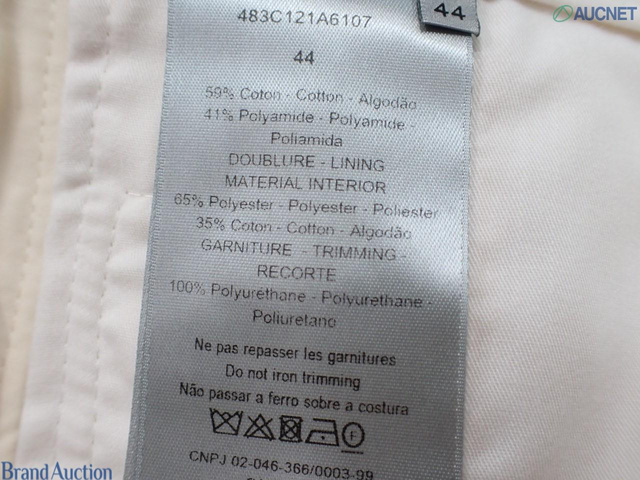 AUCNET
44
483C121A6107
44
59% Coton - Cotton - Algodão
41% Polyamide - Polyamide -
Poliamida
DOUBLURE - LINING
MATERIAL INTERIOR
65% Polyester - Polyester - Poliester
35% Coton - Cotton - Algodão
GARNITURE - TRIMMING -
RECORTE
100% Polyuréthane - Polyurethane -
Poliuretano
Ne pas repasser les garnitures
Do not iron trimming
Não passar a ferro sobre a costura
F
CNPJ 02-046-366/0003-99
Brand Auction